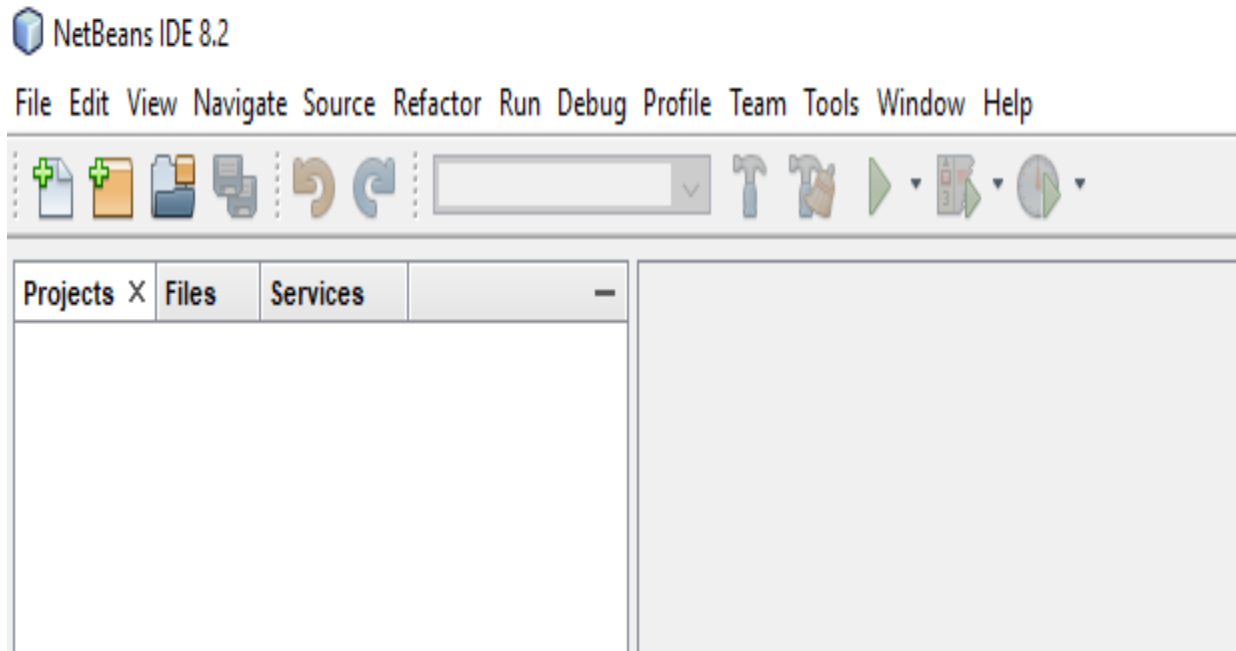 NetBeans IDE 8.2
File Edit View Navigate Source Refactor Run Debug Profile Team Tools Window Help
Projects Files Services